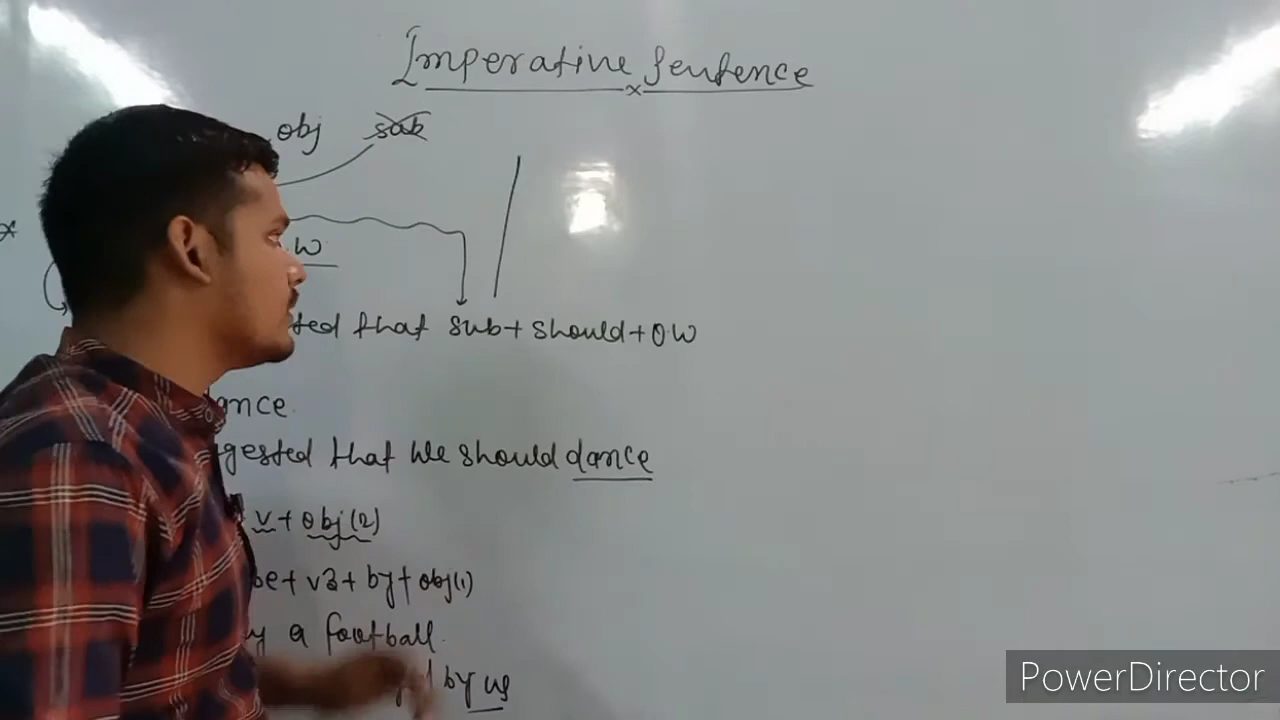 Imperative Sentence
obj sub
.w
ted that sub+ should+ O.W
ance.
gested that we should dance
v+ obj (2)
be+ v3+ by+ obj(1)
y a football.
by us
PowerDirector